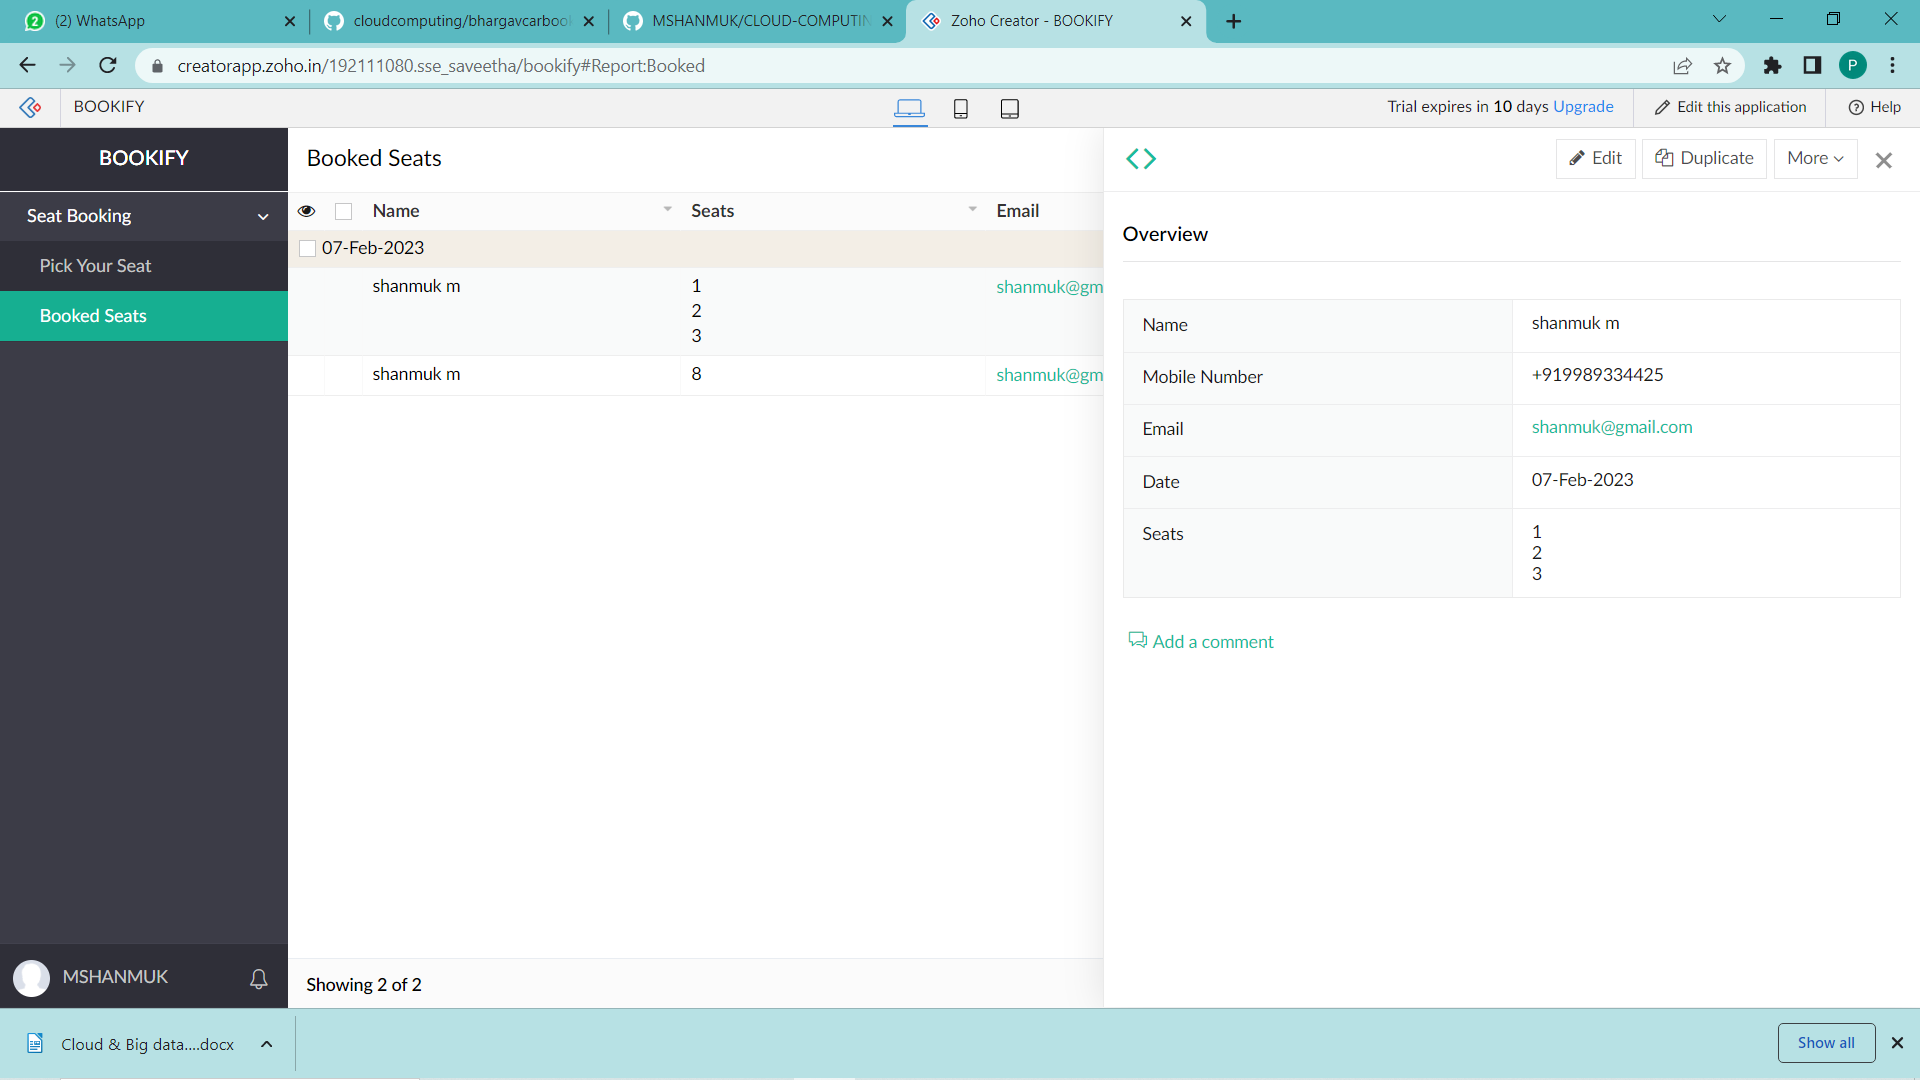 (2) WhatsApp
cloudcomputing/bhargavcarboo
MSHANMUK/CLOUD-COMPUTIN
Zoho Creator - BOOKIFY
creatorapp.zoho.in/192111080.sse_saveetha/bookify#Report:Booked
P
BOOKIFY
Trial expires in 10 days Upgrade
Edit this application
Help
BOOKIFY
Seat Booking
Pick Your Seat
Booked Seats
MSHANMUK
Booked Seats
Name Seats Email
07-Feb-2023
shanmuk m 1 shanmuk@gm
2
3
shanmuk m 8 shanmuk@gm
Showing 2 of 2
Edit Duplicate More
Overview
Name shanmuk m
Mobile Number +919989334425
Email shanmuk@gmail.com
Date 07-Feb-2023
Seats 1
2
3
Add a comment
Cloud & Big data....docx
Show all